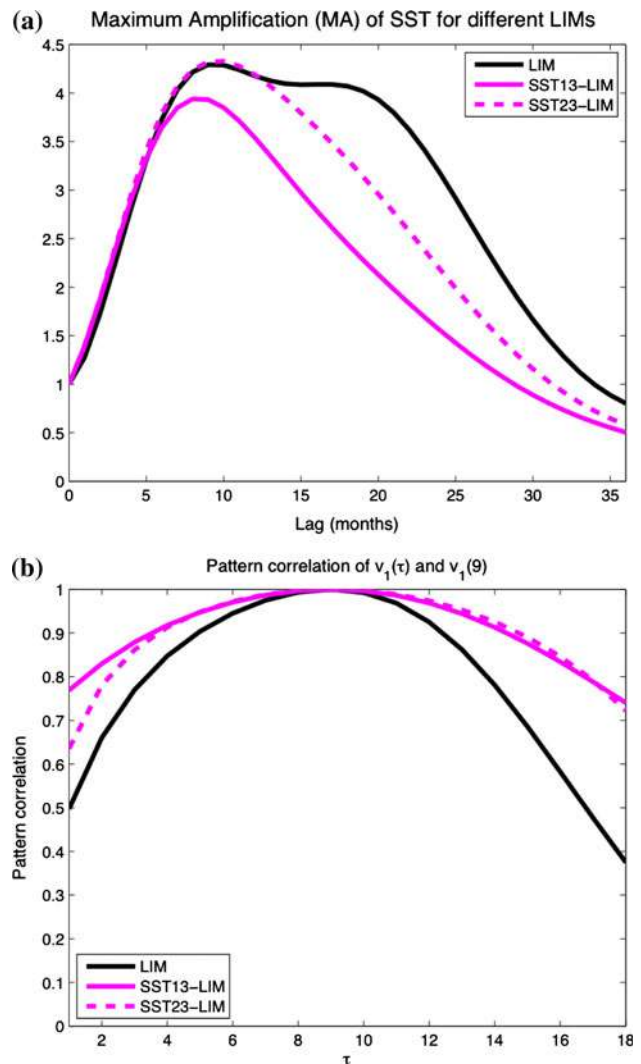 (a)
Maximum Amplification (MA) of SST for different LIMs
4.5
4
3.5
3
2.5
2
1.5
1
0.5
0
LIM
SST13-LIM
SST23-LIM
0 5 10 15 20 25 30 35
Lag (months)
(b)
Pattern correlation of v_1(τ) and v_1(9)
1
0.9
0.8
0.7
0.6
0.5
0.4
0.3
0.2
0.1
0
Pattern correlation
LIM
SST13-LIM
SST23-LIM
2 4 6 8 10 12 14 16 18
τ